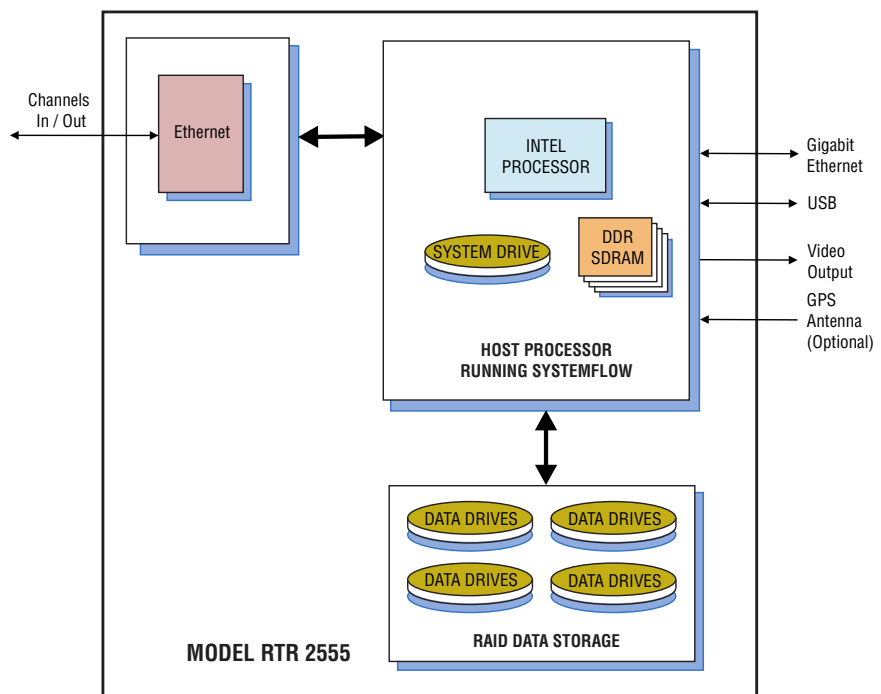 Channels
In / Out
Ethernet
INTEL
PROCESSOR
SYSTEM DRIVE
DDR
SDRAM
HOST PROCESSOR
RUNNING SYSTEMFLOW
Gigabit
Ethernet
USB
Video
Output
GPS
Antenna
(Optional)
DATA DRIVES
DATA DRIVES
DATA DRIVES
DATA DRIVES
RAID DATA STORAGE
MODEL RTR 2555